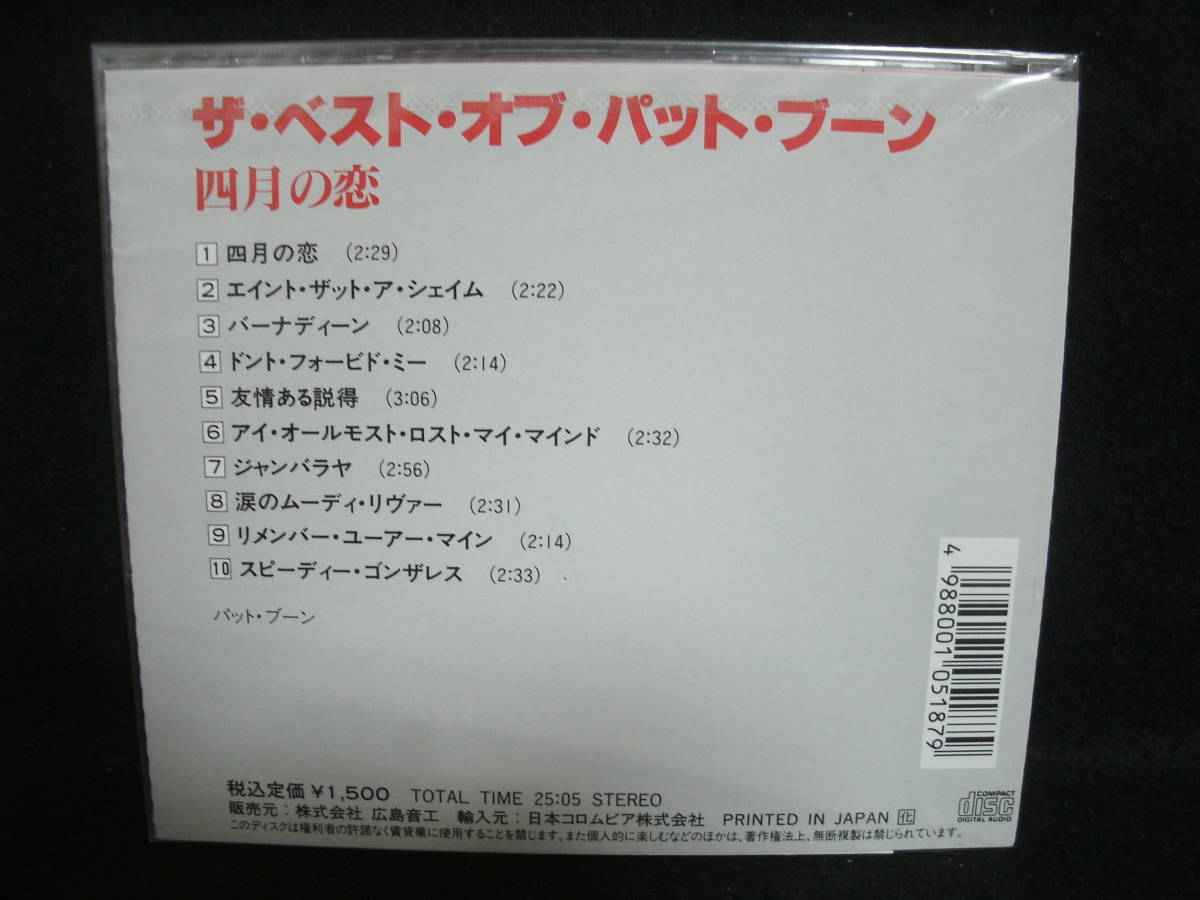 ザ・ベスト・オブ・パット・ブーン
四月の恋
1 四月の恋 (2:29)
2 エイント・ザット・ア・シェイム (2:22)
3 バーナディーン (2:08)
4 ドント・フォービド・ミー (2:14)
5 友情ある説得 (3:06)
6 アイ・オールモスト・ロスト・マイ・マインド (2:32)
7 ジャンバラヤ (2:56)
8 涙のムーディ・リヴァー (2:31)
9 リメンバー・ユーアー・マイン (2:14)
10 スピーディー・ゴンザレス (2:33)
パット・ブーン
4 988001 051879
税込定価 ¥1,500 TOTAL TIME 25:05 STEREO
販売元：株式会社 広島音工 輸入元：日本コロムビア株式会社 PRINTED IN JAPAN 化
このディスクは権利者の許諾なく賃貸業に使用することを禁じます。また個人的に楽しむなどのほかは、著作権法上、無断複製は禁じられています。
COMPACT
disc
DIGITAL AUDIO